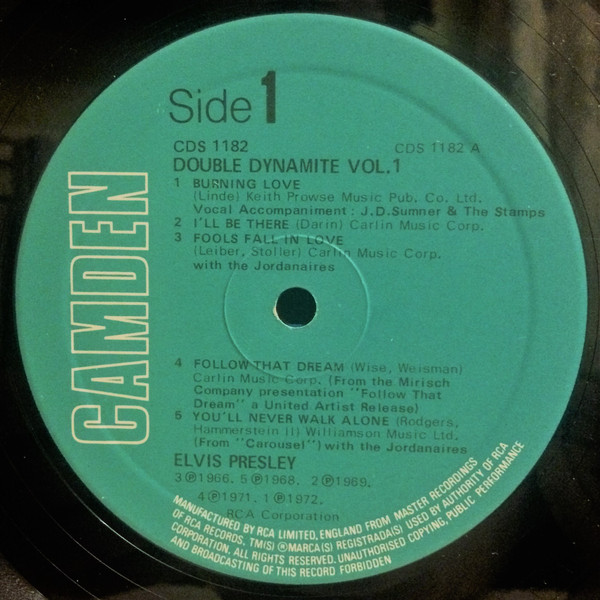 Side 1
CDS 1182 CDS 1182 A
DOUBLE DYNAMITE VOL.1
1 BURNING LOVE
(Linde) Keith Prowse Music Pub. Co. Ltd.
Vocal Accompaniment : J.D.Sumner & The Stamps
2 I'LL BE THERE (Darin) Carlin Music Corp.
3 FOOLS FALL IN LOVE
(Leiber, Stoller) Carlin Music Corp.
with the Jordanaires
CAMDEN
4 FOLLOW THAT DREAM (Wise, Weisman)
Carlin Music Corp. (From the Mirisch
Company presentation "Follow That
Dream" a United Artist Release)
5 YOU'LL NEVER WALK ALONE (Rodgers,
Hammerstein II) Williamson Music Ltd.
(From "Carousel") with the Jordanaires
ELVIS PRESLEY
3 ℗1966. 5 ℗1968. 2 ℗1969.
4 ℗1971. 1 ℗1972.
RCA Corporation
MANUFACTURED BY RCA LIMITED, ENGLAND FROM MASTER RECORDINGS
OF RCA RECORDS. TM(S) ® MARCA(S) REGISTRADA(S) USED BY AUTHORITY OF RCA
CORPORATION. ALL RIGHTS RESERVED. UNAUTHORISED COPYING, PUBLIC PERFORMANCE
AND BROADCASTING OF THIS RECORD FORBIDDEN